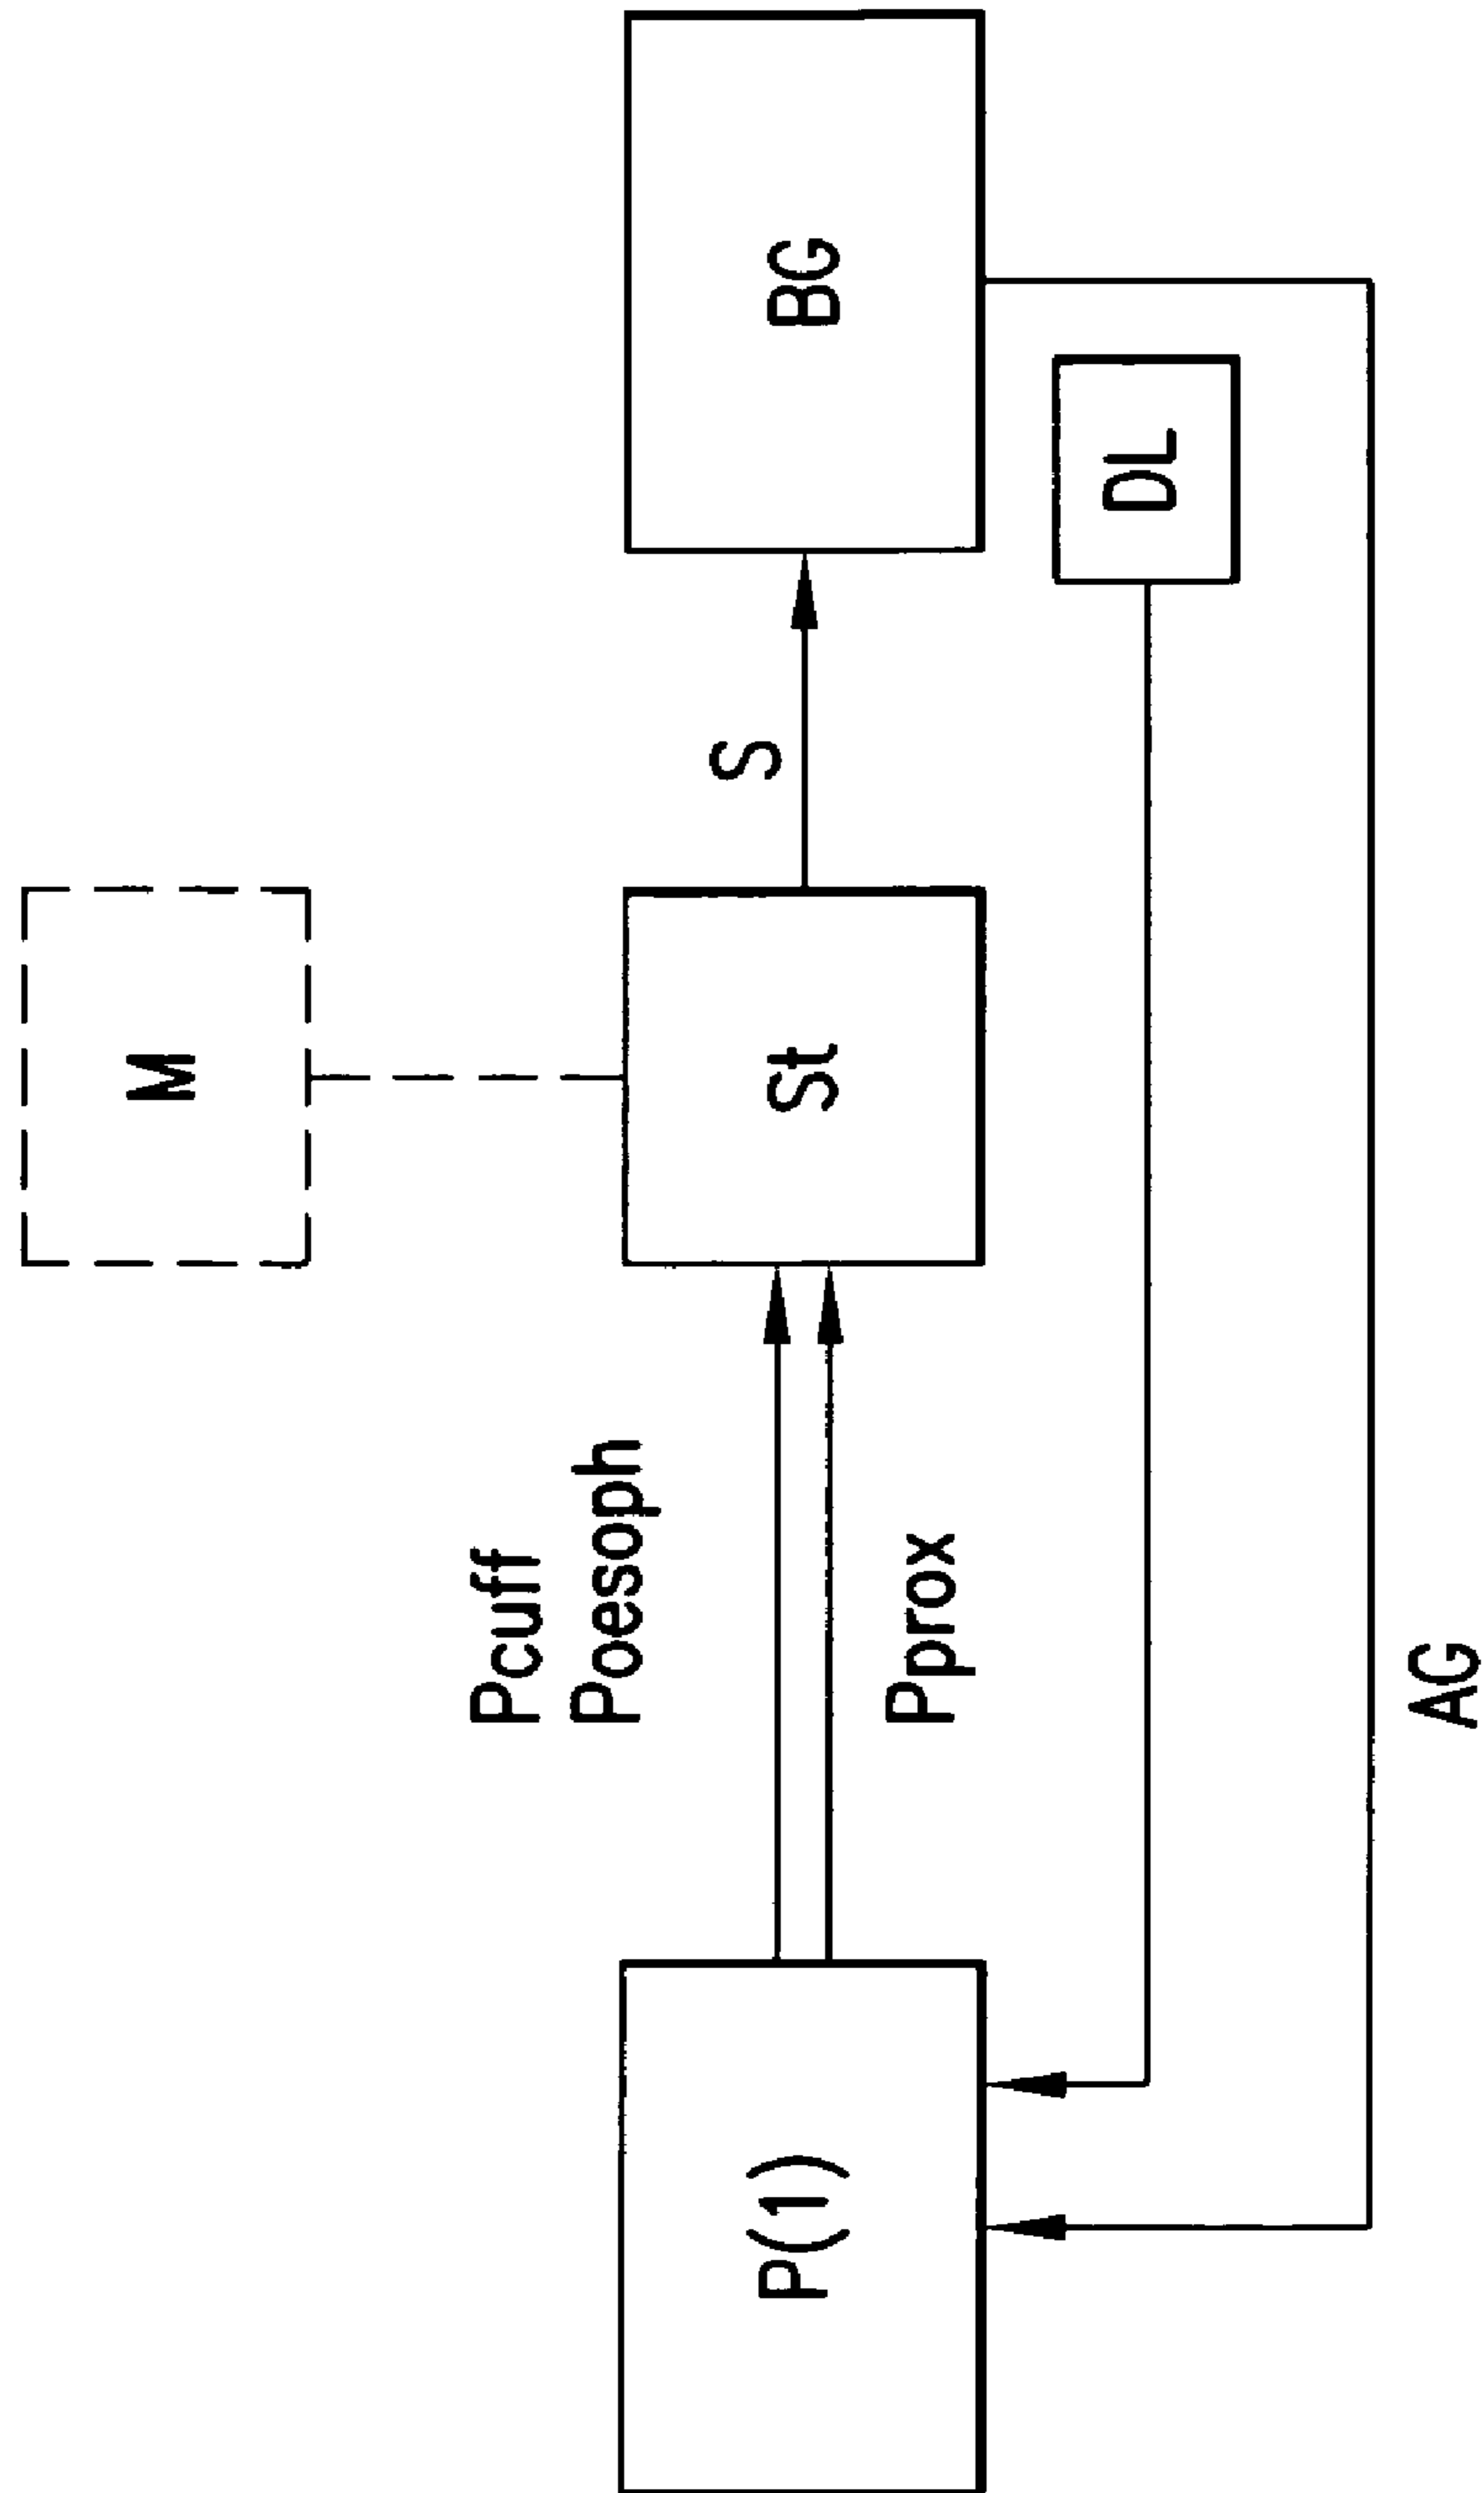 M
Pcuff
Poesoph
P(1)
St
S
BG
Pprox
DL
AG